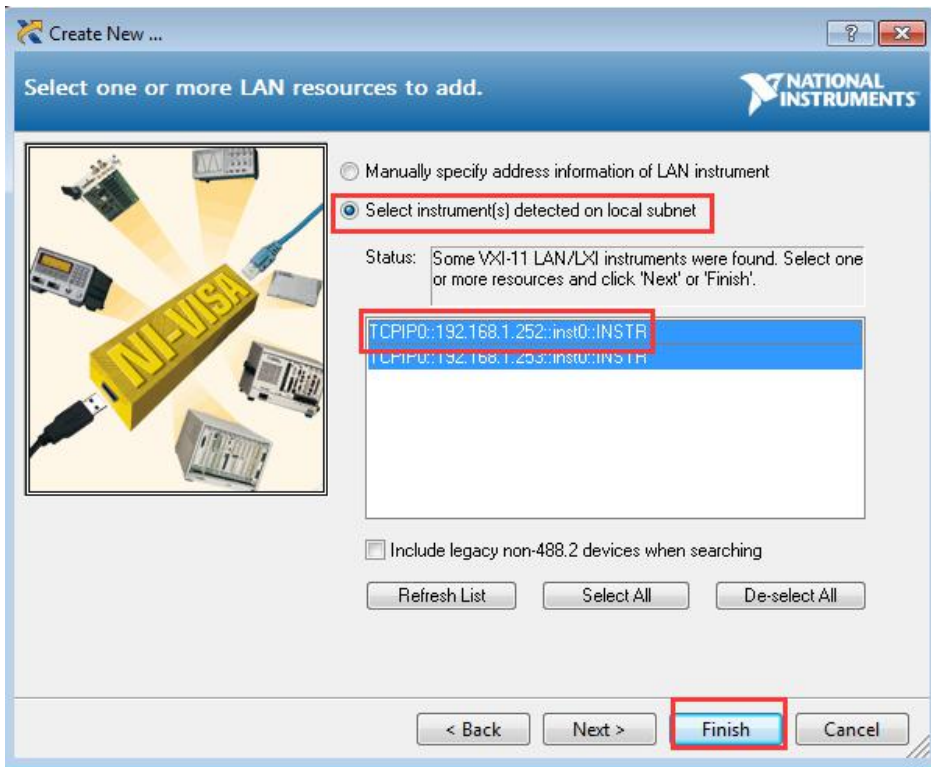 Create New ...
Select one or more LAN resources to add.
NATIONAL
INSTRUMENTS
NI-VISA
Manually specify address information of LAN instrument
Select instrument(s) detected on local subnet
Status:
Some VXI-11 LAN/LXI instruments were found. Select one
or more resources and click 'Next' or 'Finish'.
TCPIP0::192.168.1.252::inst0::INSTR
TCPIP0::192.168.1.253::inst0::INSTR
Include legacy non-488.2 devices when searching
Refresh List
Select All
De-select All
< Back
Next >
Finish
Cancel